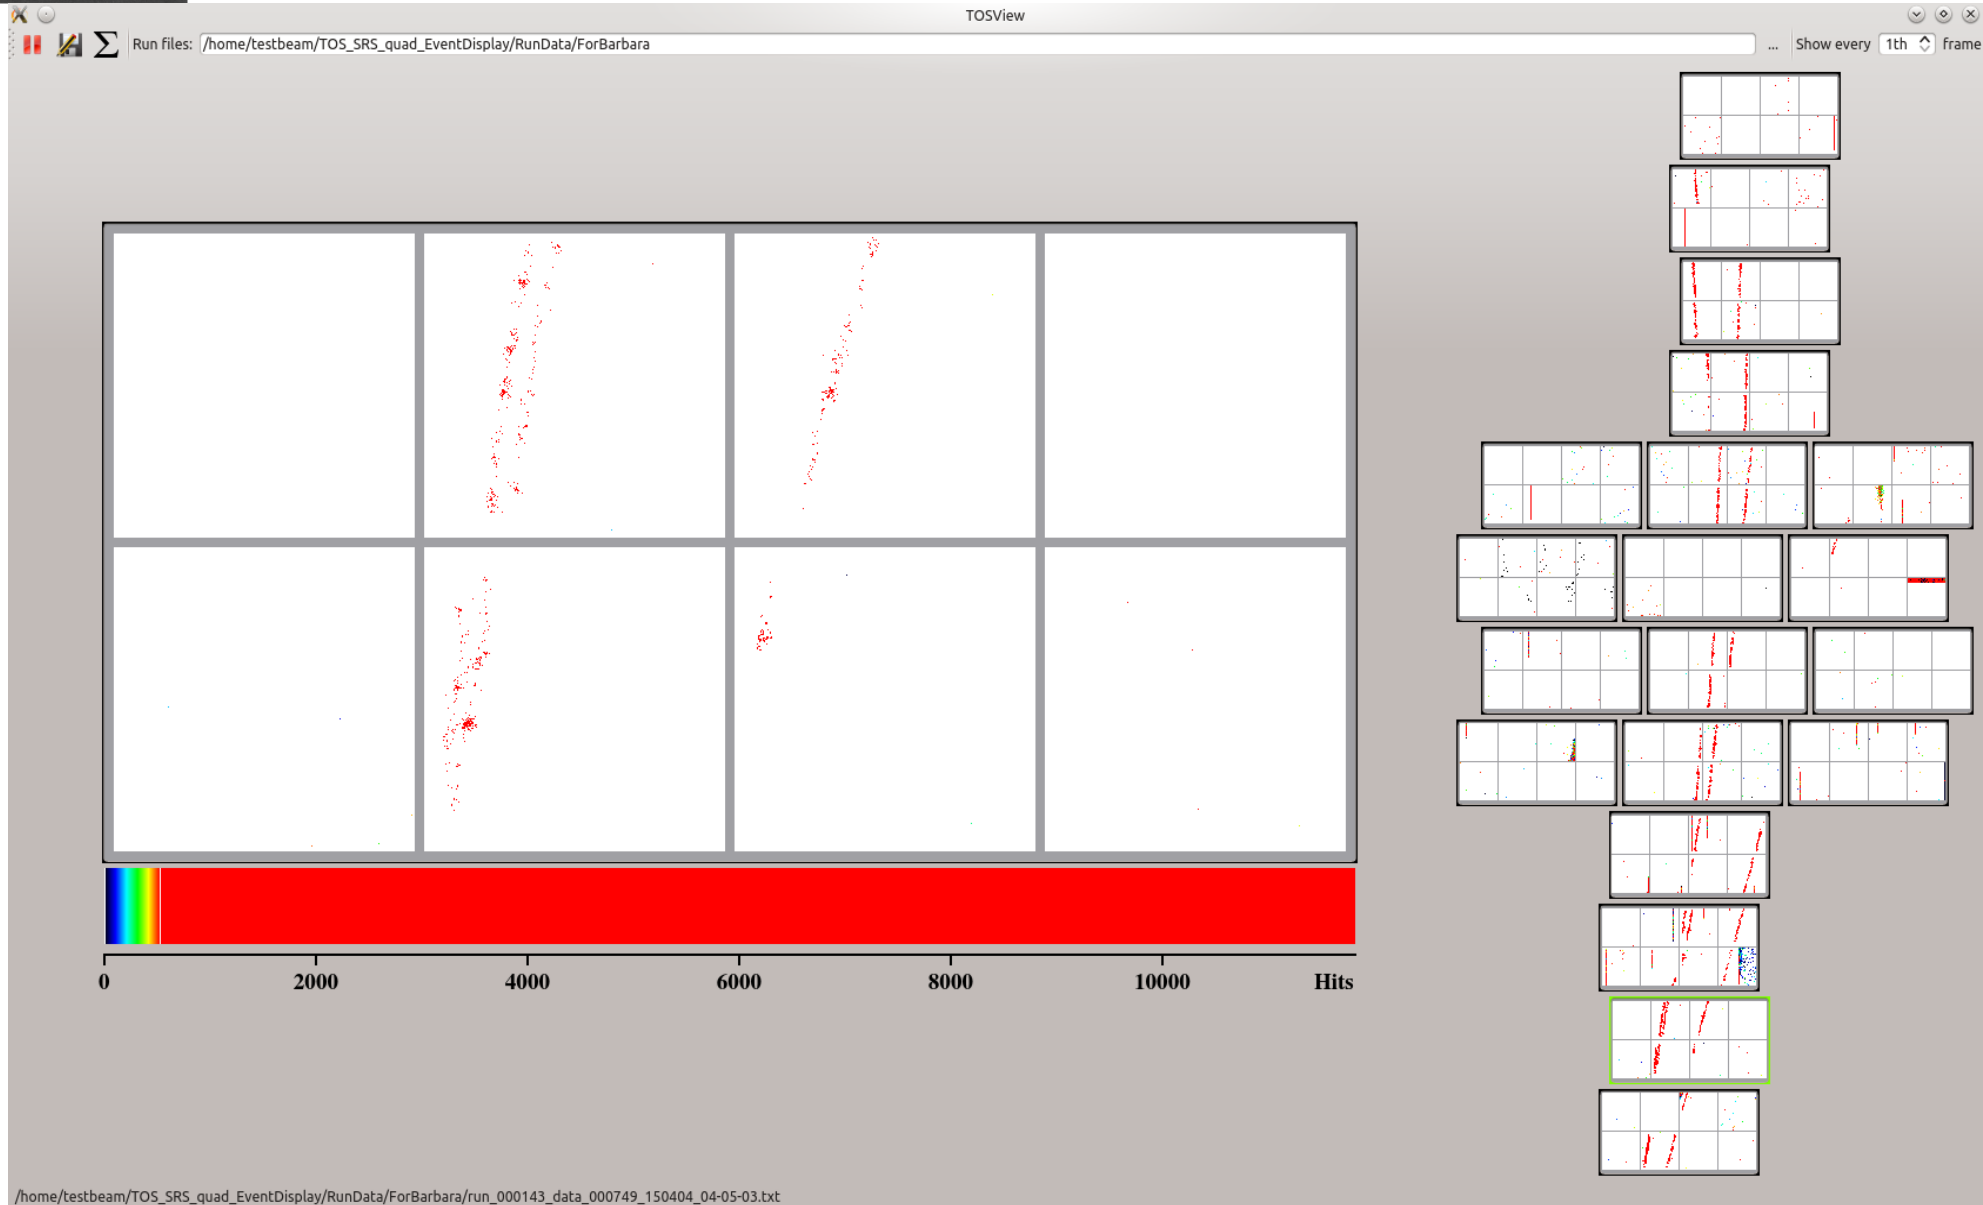 TOSView
Run files: /home/testbeam/TOS_SRS_quad_EventDisplay/RunData/ForBarbara ... Show every 1th frame
0 2000 4000 6000 8000 10000 Hits
/home/testbeam/TOS_SRS_quad_EventDisplay/RunData/ForBarbara/run_000143_data_000749_150404_04-05-03.txt